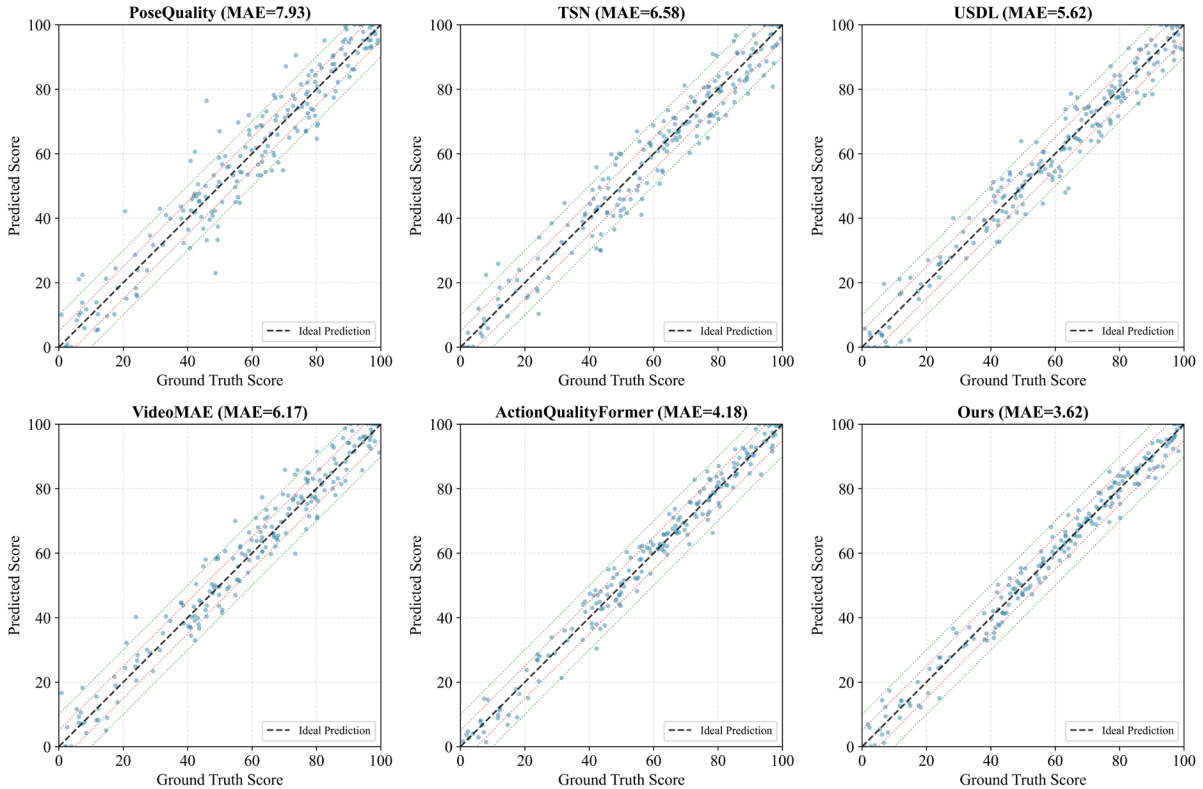 PoseQuality (MAE=7.93)
TSN (MAE=6.58)
USDL (MAE=5.62)
Predicted Score
100
80
60
40
20
0
Ideal Prediction
0 20 40 60 80 100
Ground Truth Score
Predicted Score
100
80
60
40
20
0
Ideal Prediction
0 20 40 60 80 100
Ground Truth Score
Predicted Score
100
80
60
40
20
0
Ideal Prediction
0 20 40 60 80 100
Ground Truth Score
VideoMAE (MAE=6.17)
ActionQualityFormer (MAE=4.18)
Ours (MAE=3.62)
Predicted Score
100
80
60
40
20
0
Ideal Prediction
0 20 40 60 80 100
Ground Truth Score
Predicted Score
100
80
60
40
20
0
Ideal Prediction
0 20 40 60 80 100
Ground Truth Score
Predicted Score
100
80
60
40
20
0
Ideal Prediction
0 20 40 60 80 100
Ground Truth Score